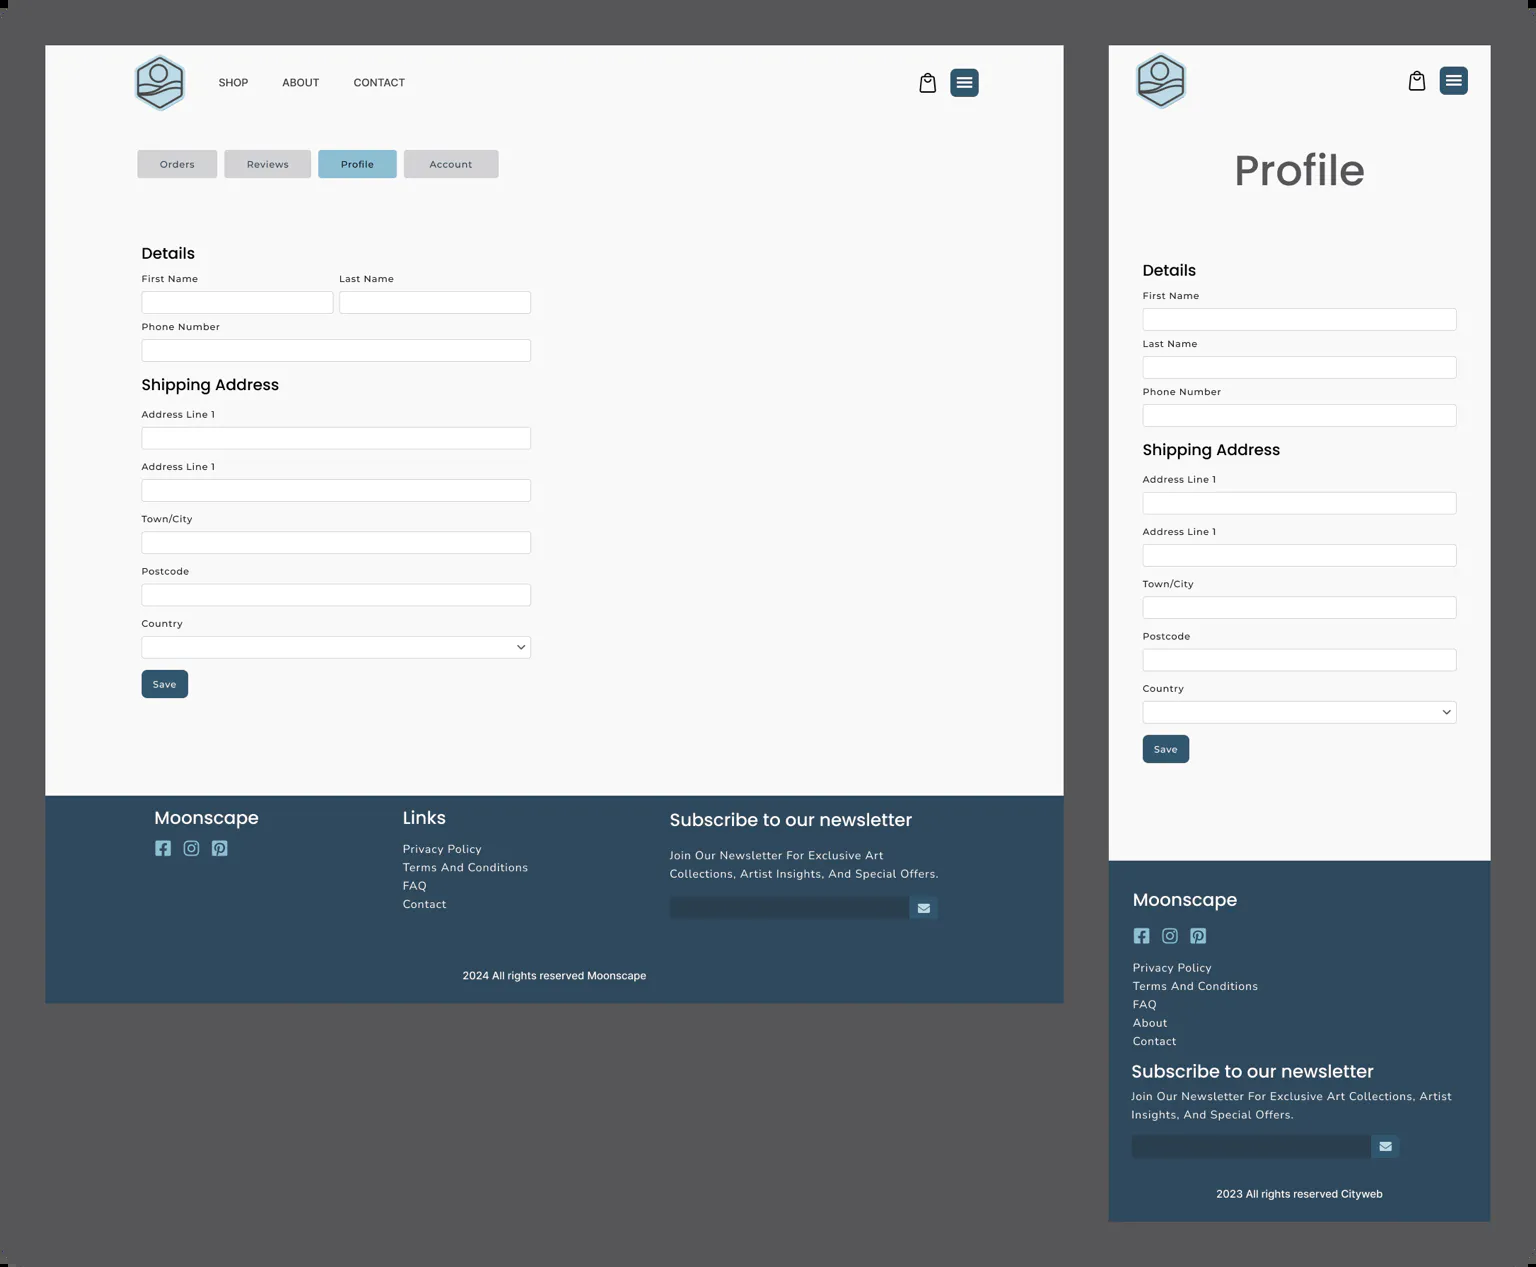 SHOP ABOUT CONTACT
Orders Reviews Profile Account
Details
First Name Last Name
Phone Number
Shipping Address
Address Line 1
Address Line 1
Town/City
Postcode
Country
Save
Moonscape
Links
Privacy Policy
Terms And Conditions
FAQ
Contact
Subscribe to our newsletter
Join Our Newsletter For Exclusive Art
Collections, Artist Insights, And Special Offers.
2024 All rights reserved Moonscape
Profile
Details
First Name
Last Name
Phone Number
Shipping Address
Address Line 1
Address Line 1
Town/City
Postcode
Country
Save
Moonscape
Privacy Policy
Terms And Conditions
FAQ
About
Contact
Subscribe to our newsletter
Join Our Newsletter For Exclusive Art Collections, Artist
Insights, And Special Offers.
2023 All rights reserved Cityweb